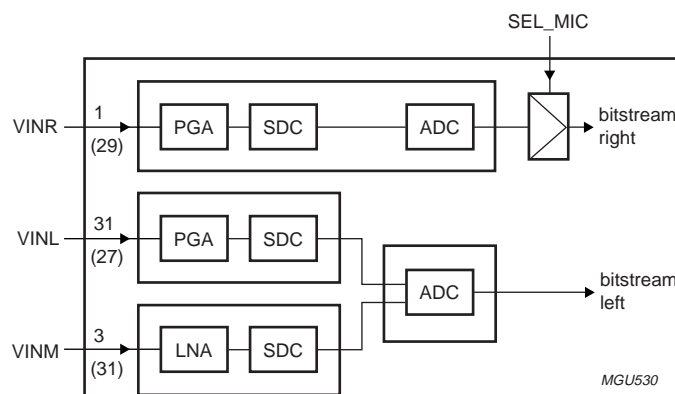 SEL_MIC
VINR
1
(29)
PGA
SDC
ADC
bitstream
right
VINL
31
(27)
PGA
SDC
ADC
bitstream
left
VINM
3
(31)
LNA
SDC
MGU530